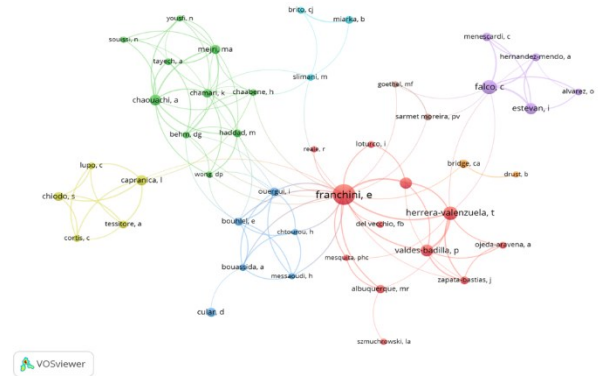 brito, cj
miarka, b
yousfi, n
soussi, n
mejri, ma
tayech, a
slimani, m
chamari, k
chaabene, h
chaouachi, a
behm, dg
haddad, m
wong, dp
menescardi, c
hernandez-mendo, a
falco, c
alvarez, o
estevan, i
goethel, mf
sarmet moreira, pv
loturco, i
reale, r
bridge, ca
drust, b
lupo, c
capranica, l
chiodo, s
tessitore, a
cortis, c
ouergui, i
franchini, e
herrera-valenzuela, t
bouhlel, e
chtourou, h
del vecchio, fb
valdes-badilla, p
ojeda-aravena, a
mesquita, phc
bouassida, a
messaoudi, h
albuquerque, mr
zapata-bastias, j
cular, d
szmuchrowski, la
VOSviewer